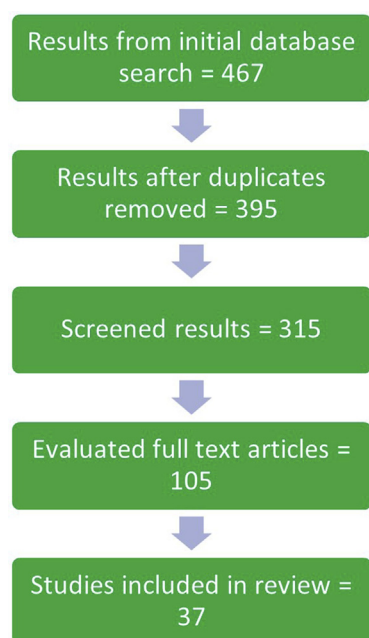 Results from initial database
search = 467
Results after duplicates
removed = 395
Screened results = 315
Evaluated full text articles =
105
Studies included in review =
37